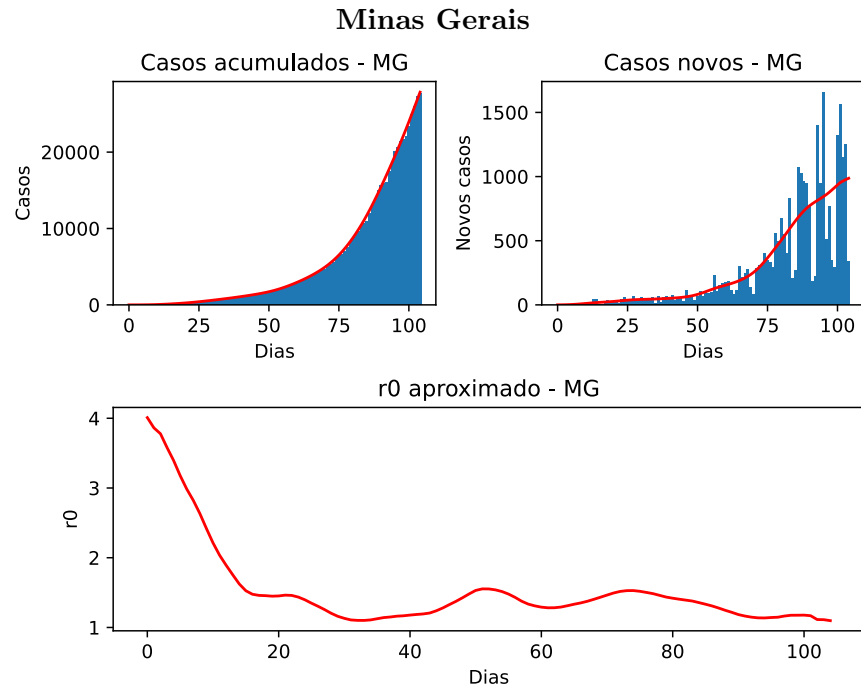 Minas Gerais
Casos acumulados - MG
Casos
20000
10000
0
0 25 50 75 100
Dias
Casos novos - MG
Novos casos
1500
1000
500
0
0 25 50 75 100
Dias
r0 aproximado - MG
r0
4
3
2
1
0 20 40 60 80 100
Dias